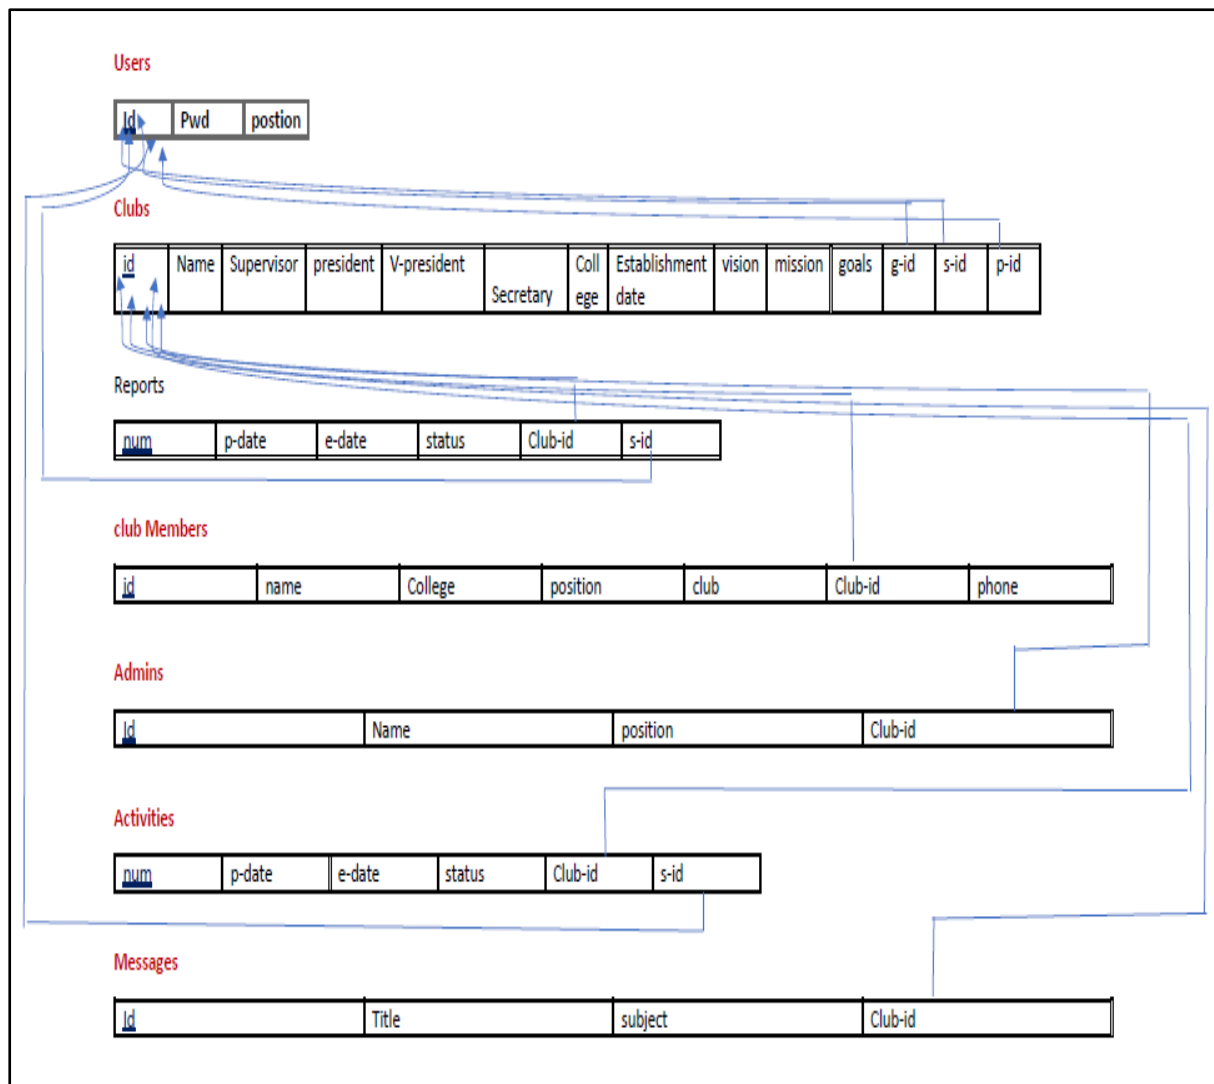 Users
Id Pwd postion
Clubs
id Name Supervisor president V-president Secretary Coll ege Establishment date vision mission goals g-id s-id p-id
Reports
num p-date e-date status Club-id s-id
club Members
id name College position club Club-id phone
Admins
Id Name position Club-id
Activities
num p-date e-date status Club-id s-id
Messages
Id Title subject Club-id